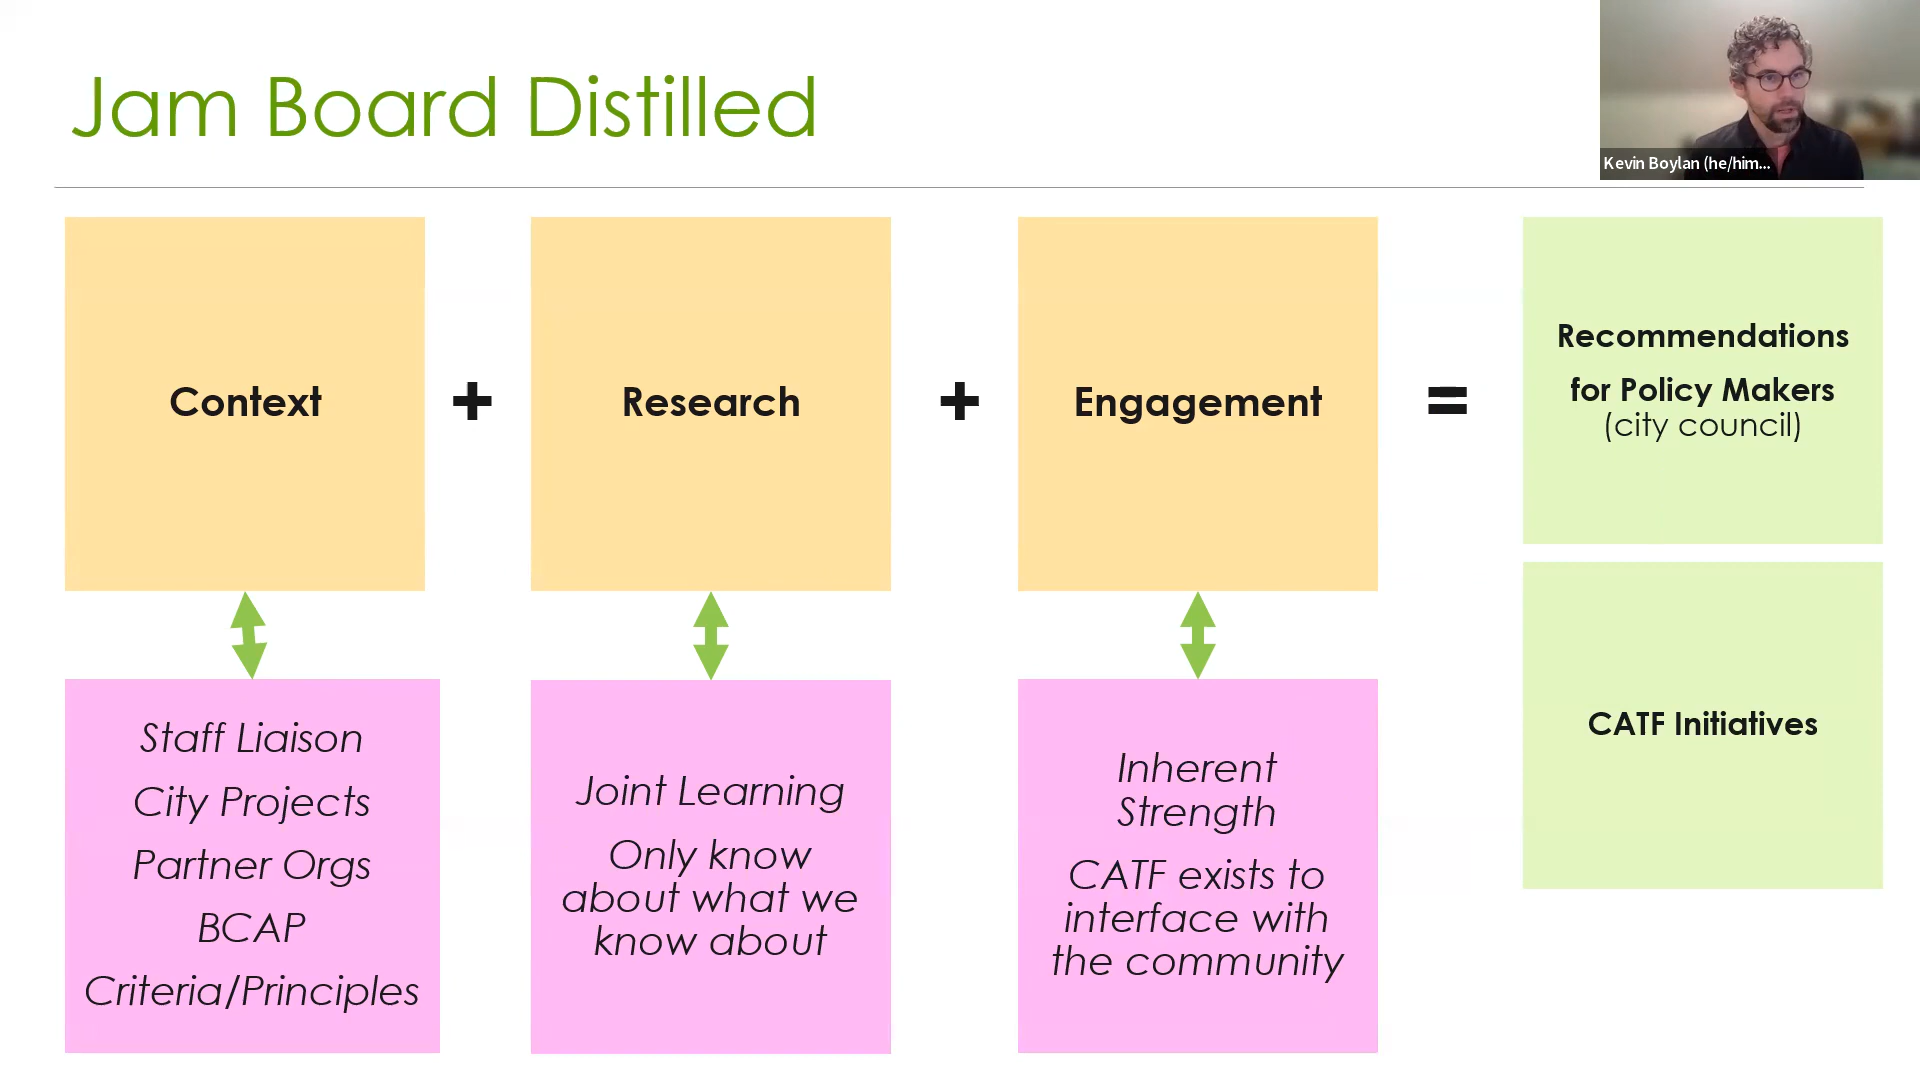 Jam Board Distilled
Kevin Boylan (he/him...
Context
+
Research
+
Engagement
=
Recommendations
for Policy Makers
(city council)
CATF Initiatives
Staff Liaison
City Projects
Partner Orgs
BCAP
Criteria/Principles
Joint Learning
Only know
about what we
know about
Inherent
Strength
CATF exists to
interface with
the community